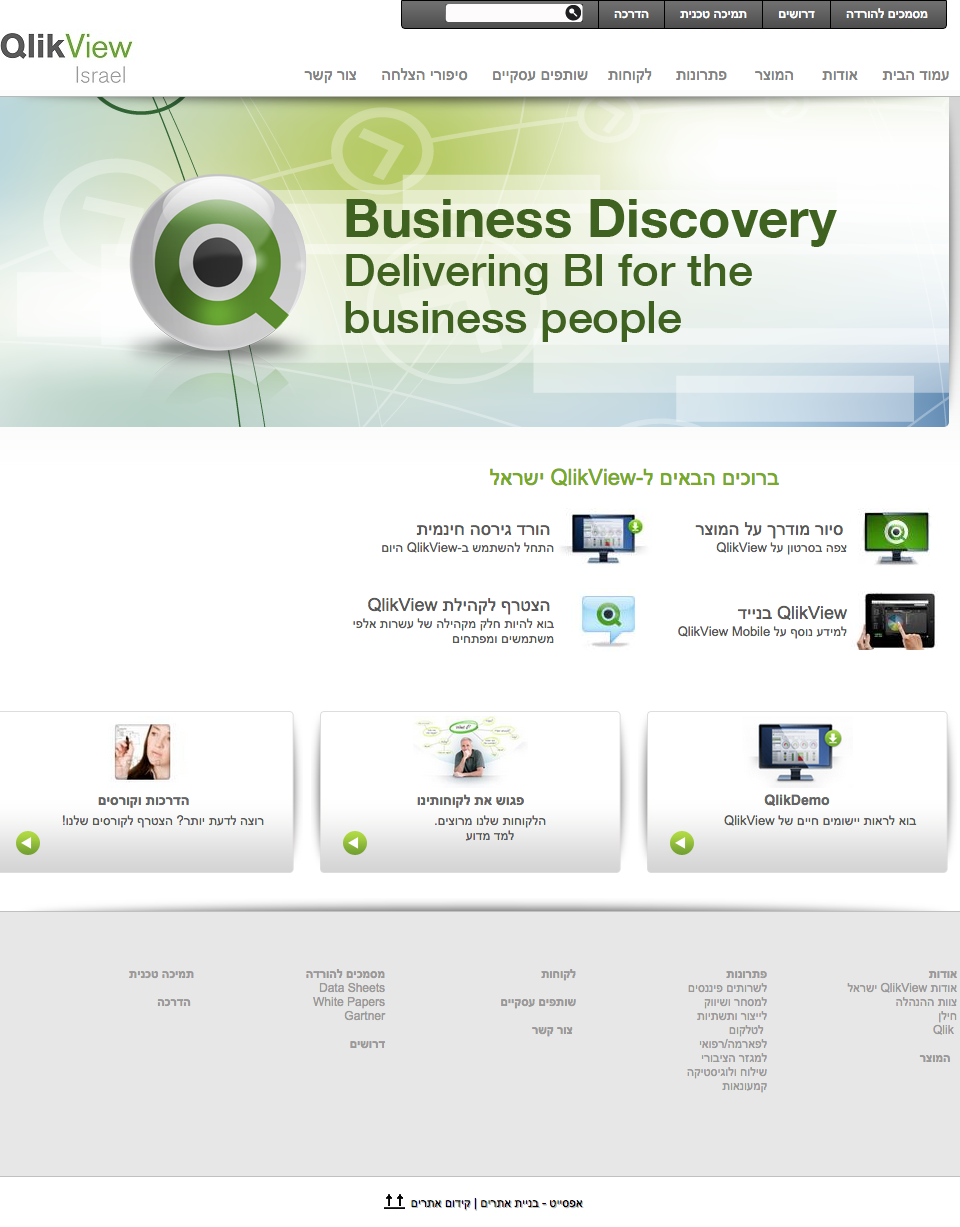 מסמכים להורדה
דרושים
תמיכה טכנית
הדרכה
QlikView
Israel
עמוד הבית
אודות
המוצר
פתרונות
לקוחות
שותפים עסקיים
סיפורי הצלחה
צור קשר
Business Discovery
Delivering BI for the
business people
ברוכים הבאים ל-QlikView ישראל
סיור מודרך על המוצר
צפה בסרטון על QlikView
הורד גירסה חינמית
התחל להשתמש ב-QlikView היום
QlikView בנייד
למידע נוסף על QlikView Mobile
הצטרף לקהילת QlikView
בוא להיות חלק מקהילה של עשרות אלפי
משתמשים ומפתחים
QlikDemo
בוא לראות יישומים חיים של QlikView
פגוש את לקוחותינו
הלקוחות שלנו מרוצים.
למד מדוע
הדרכות וקורסים
רוצה לדעת יותר? הצטרף לקורסים שלנו!
אודות
אודות QlikView ישראל
צוות ההנהלה
חילן
Qlik
המוצר
פתרונות
לשרותים פיננסים
למסחר ושיווק
לייצור ותשתיות
לטלקום
לפארמה/רפואי
למגזר הציבורי
שילוח ולוגיסטיקה
קמעונאות
לקוחות
שותפים עסקיים
צור קשר
מסמכים להורדה
Data Sheets
White Papers
Gartner
דרושים
תמיכה טכנית
הדרכה
אפסייט - בניית אתרים | קידום אתרים